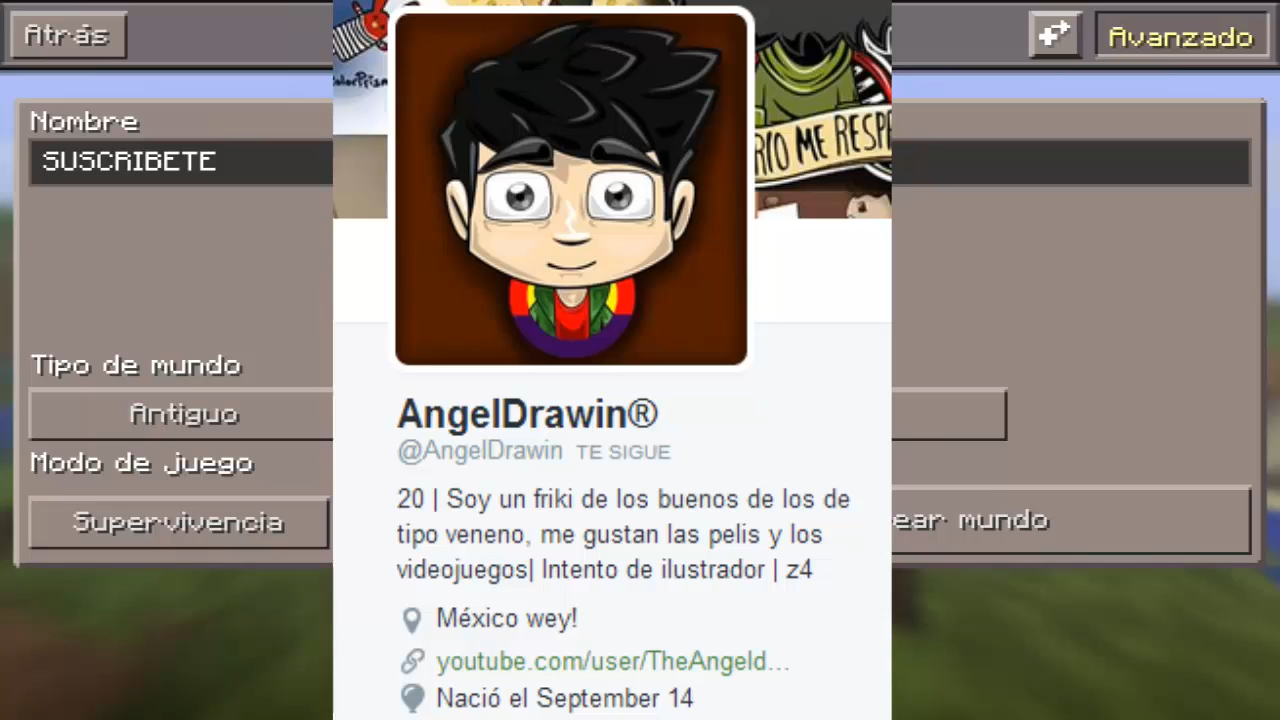 Atrás
Avanzado
Nombre
SUSCRIBETE
RIO ME RESPE
Tipo de mundo
Antiguo
Modo de juego
Supervivencia
ear mundo
AngelDrawin®
@AngelDrawin TE SIGUE
20 | Soy un friki de los buenos de los de
tipo veneno, me gustan las pelis y los
videojuegos| Intento de ilustrador | z4
México wey!
youtube.com/user/TheAngeld...
Nació el September 14